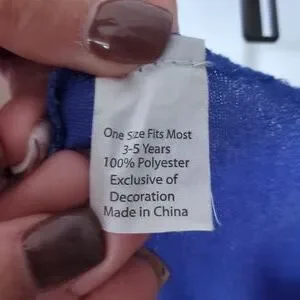 One Size Fits Most
3-5 Years
100% Polyester
Exclusive of
Decoration
Made in China